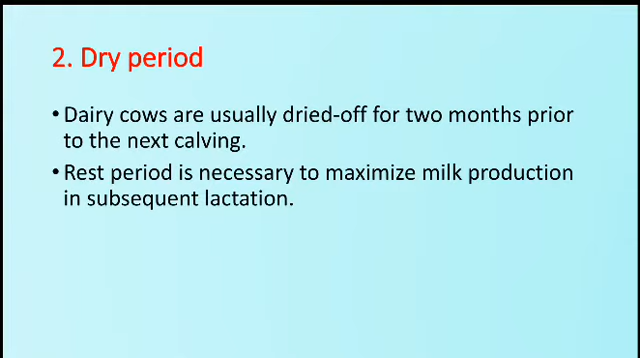 2. Dry period
• Dairy cows are usually dried-off for two months prior
to the next calving.
• Rest period is necessary to maximize milk production
in subsequent lactation.